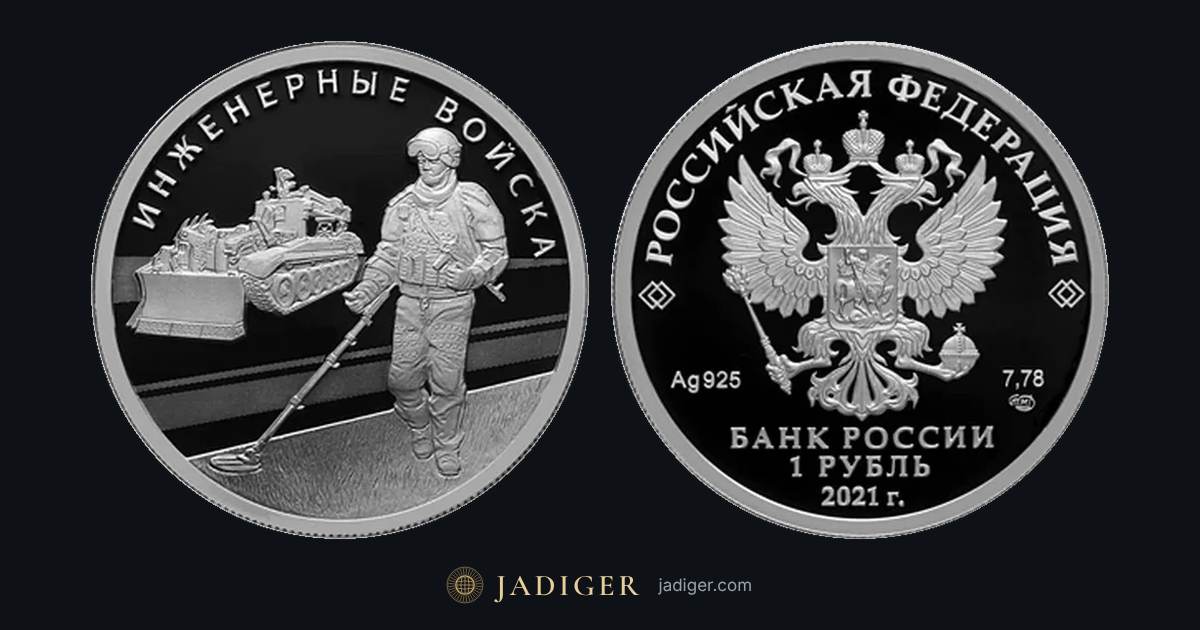 ИНЖЕНЕРНЫЕ ВОЙСКА
РОССИЙСКАЯ ФЕДЕРАЦИЯ
Ag 925
7,78
БАНК РОССИИ
1 РУБЛЬ
2021 г.
JADIGER
jadiger.com